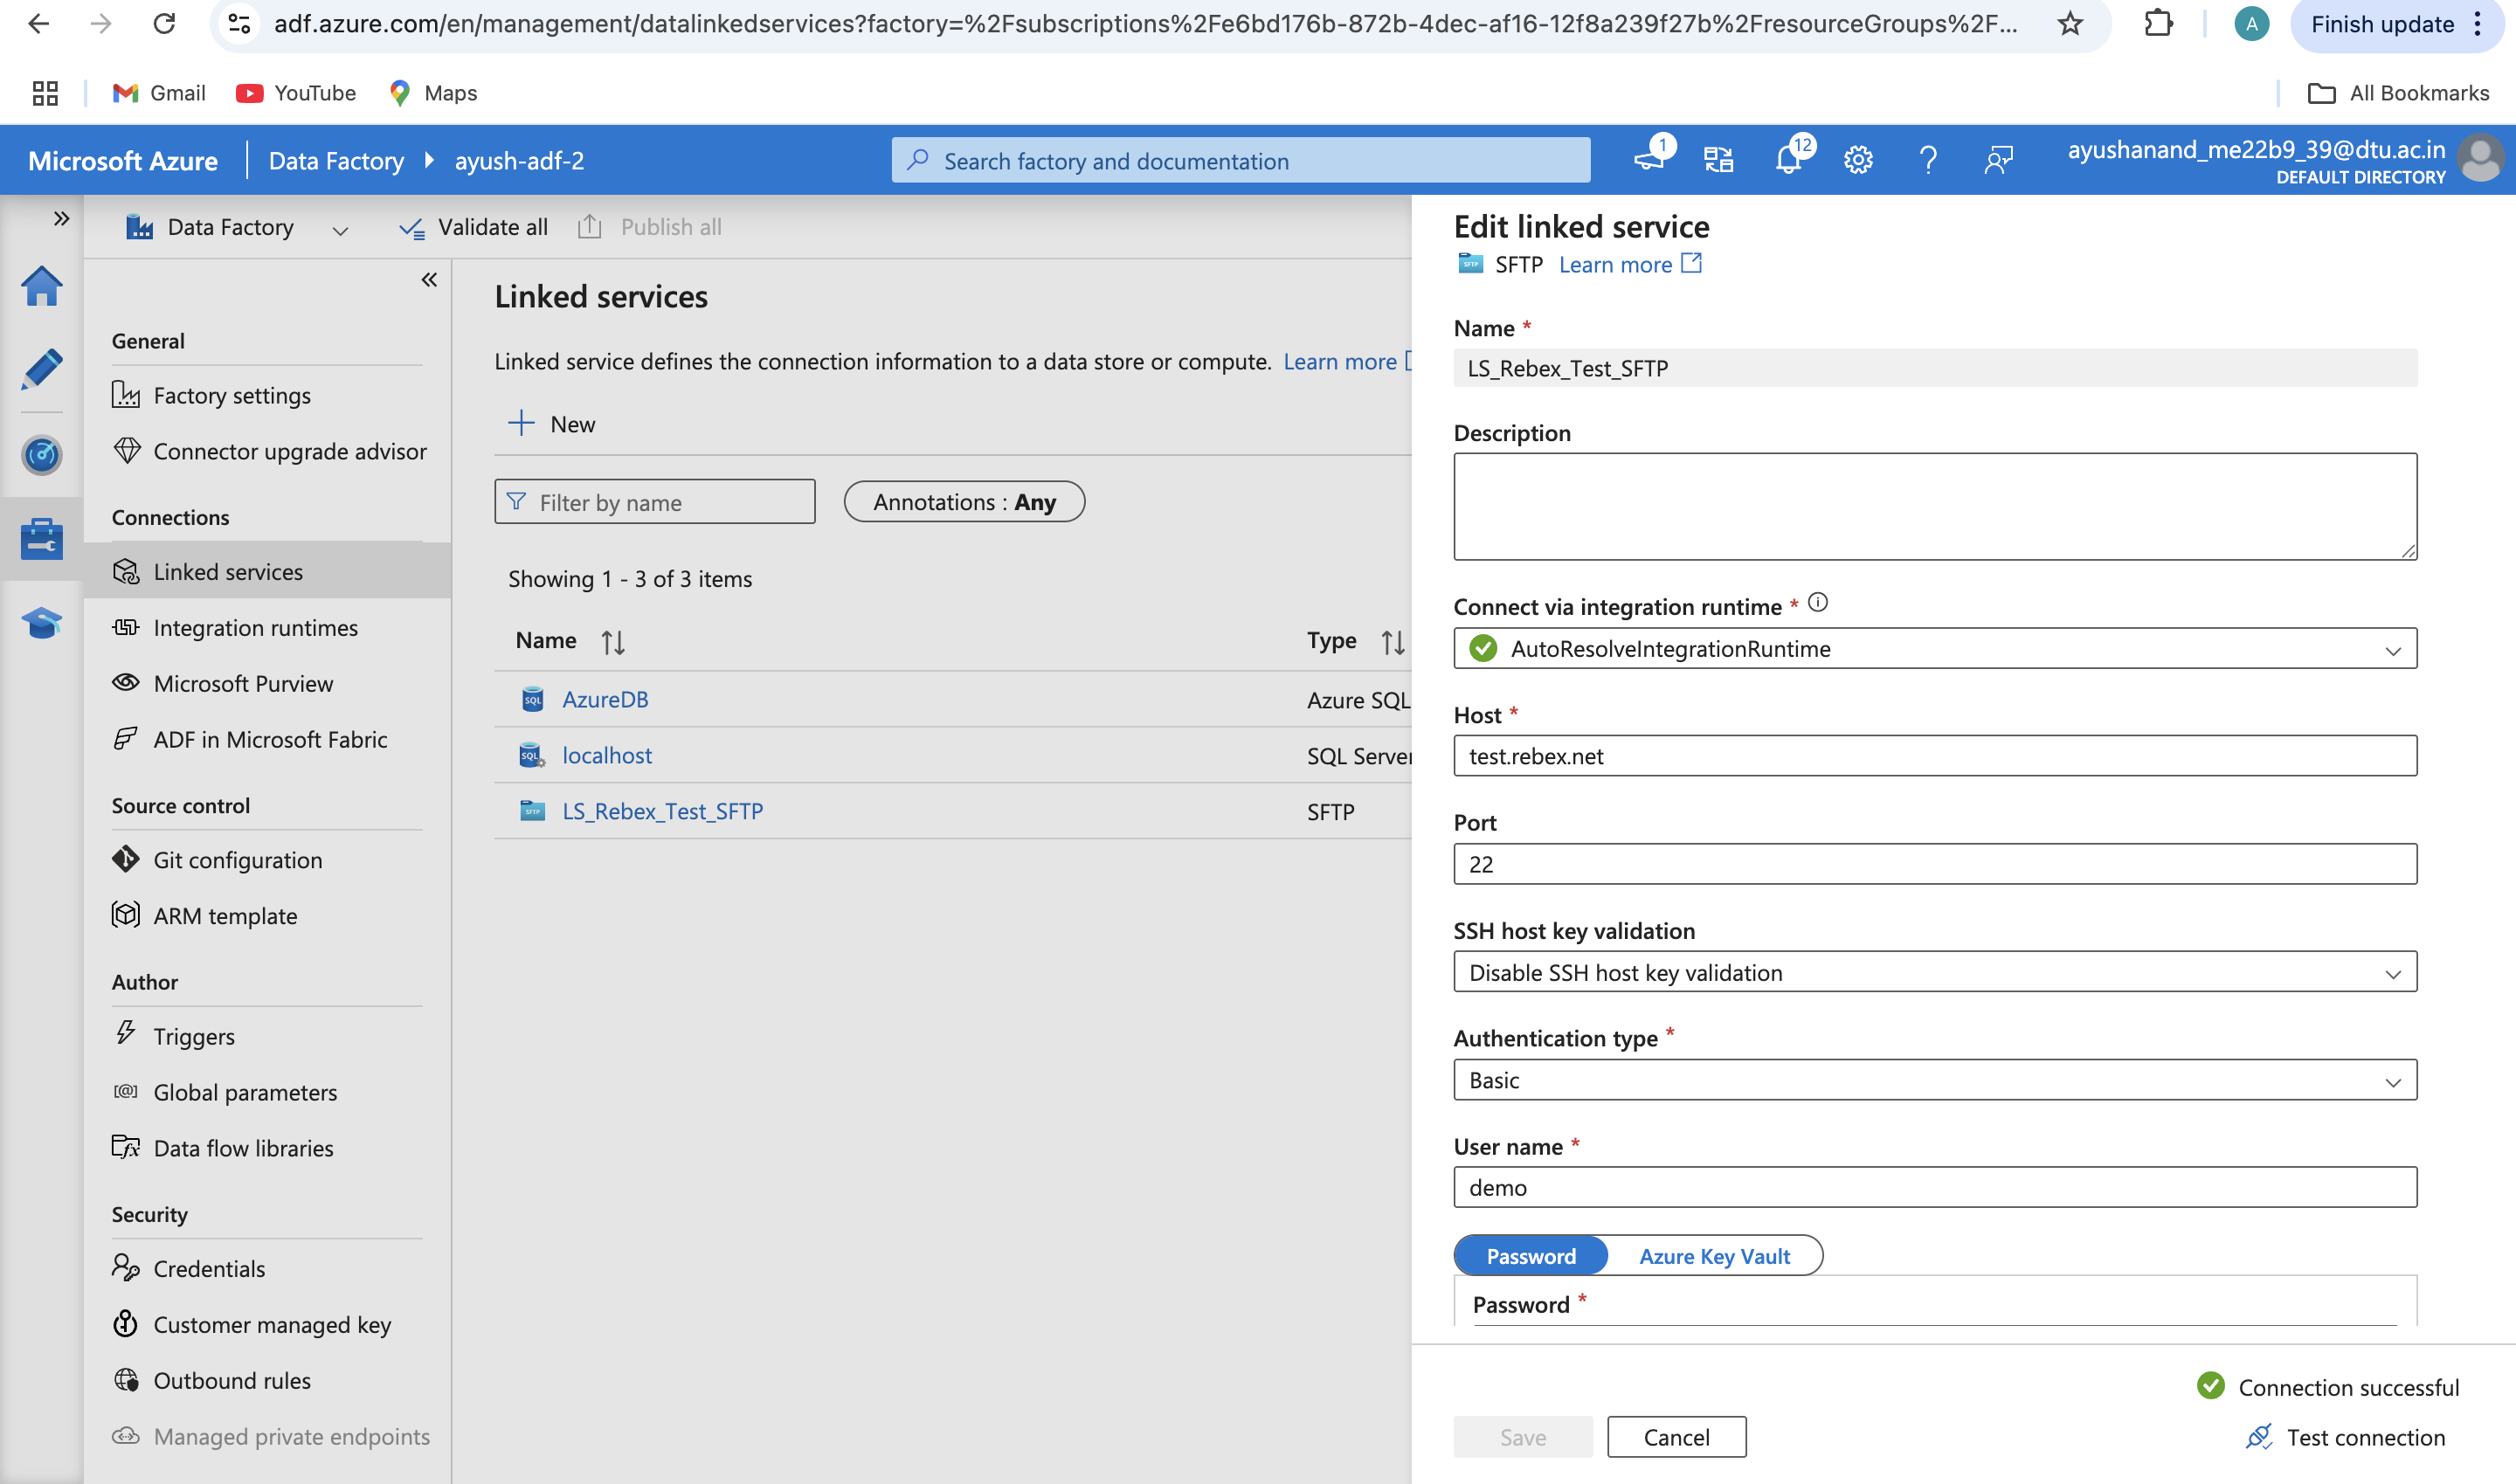 adf.azure.com/en/management/datalinkedservices?factory=%2Fsubscriptions%2Fe6bd176b-872b-4dec-af16-12f8a239f27b%2FresourceGroups%2F...
A
Finish update
Gmail
YouTube
Maps
All Bookmarks
Microsoft Azure
Data Factory
ayush-adf-2
Search factory and documentation
1
12
ayushanand_me22b9_39@dtu.ac.in
DEFAULT DIRECTORY
Data Factory
Validate all
Publish all
General
Factory settings
Connector upgrade advisor
Connections
Linked services
Integration runtimes
Microsoft Purview
ADF in Microsoft Fabric
Source control
Git configuration
ARM template
Author
Triggers
Global parameters
Data flow libraries
Security
Credentials
Customer managed key
Outbound rules
Managed private endpoints
Linked services
Linked service defines the connection information to a data store or compute. Learn more
New
Filter by name
Annotations : Any
Showing 1 - 3 of 3 items
Name
Type
SQL
AzureDB
Azure SQL
SQL
localhost
SQL Server
SFTP
LS_Rebex_Test_SFTP
SFTP
Edit linked service
SFTP
SFTP
Learn more
Name *
LS_Rebex_Test_SFTP
Description
Connect via integration runtime *
AutoResolveIntegrationRuntime
Host *
test.rebex.net
Port
22
SSH host key validation
Disable SSH host key validation
Authentication type *
Basic
User name *
demo
Password
Azure Key Vault
Password *
Connection successful
Save
Cancel
Test connection